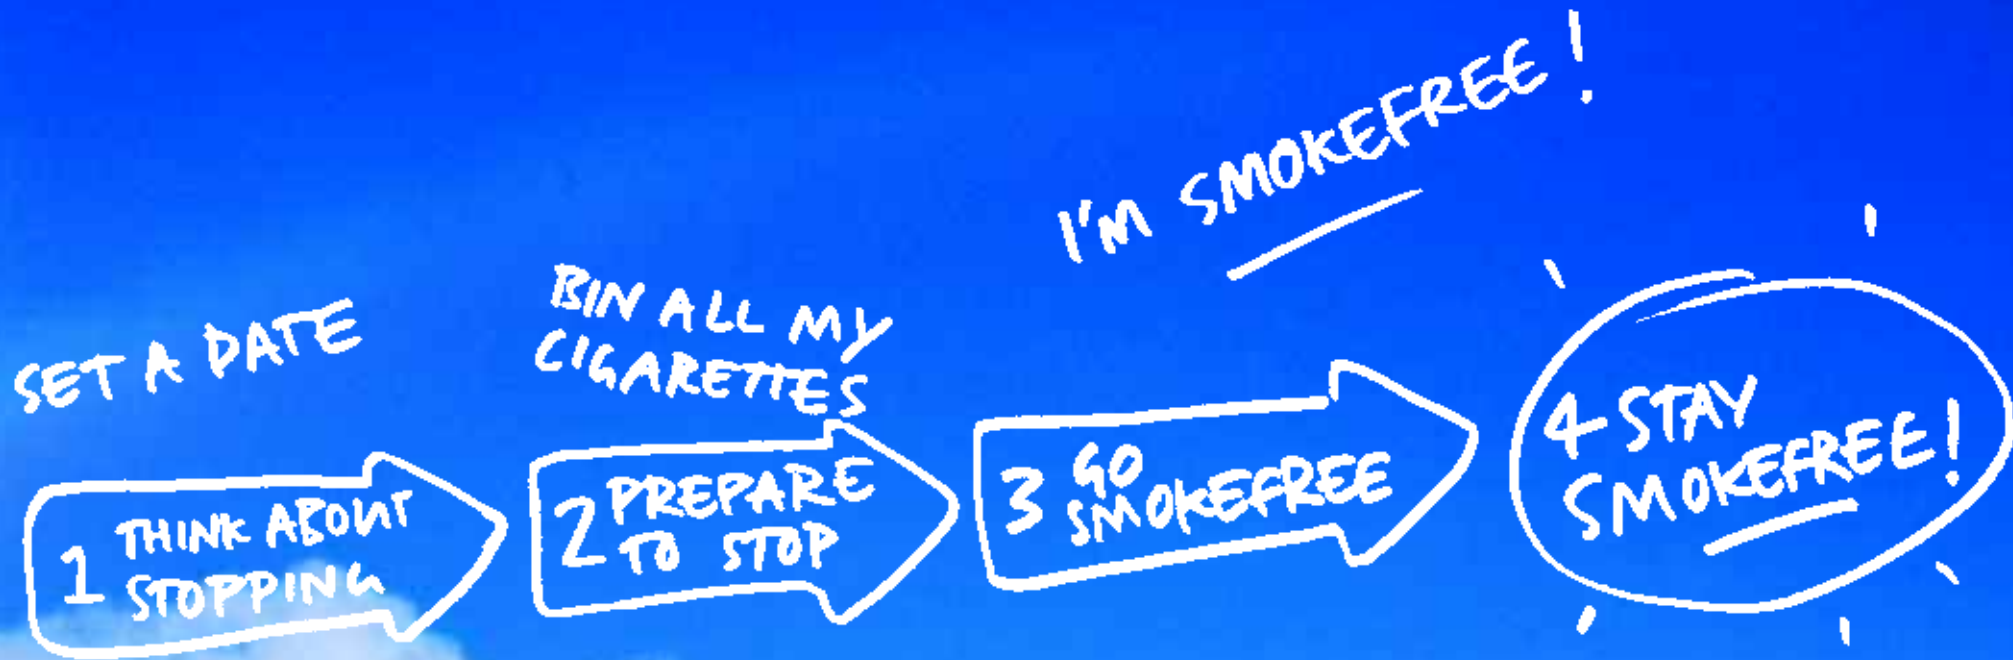 I'M SMOKEFREE!
SET A DATE
BIN ALL MY
CIGARETTES
1 THINK ABOUT
STOPPING
2 PREPARE
TO STOP
3 GO
SMOKEFREE
4 STAY
SMOKEFREE!